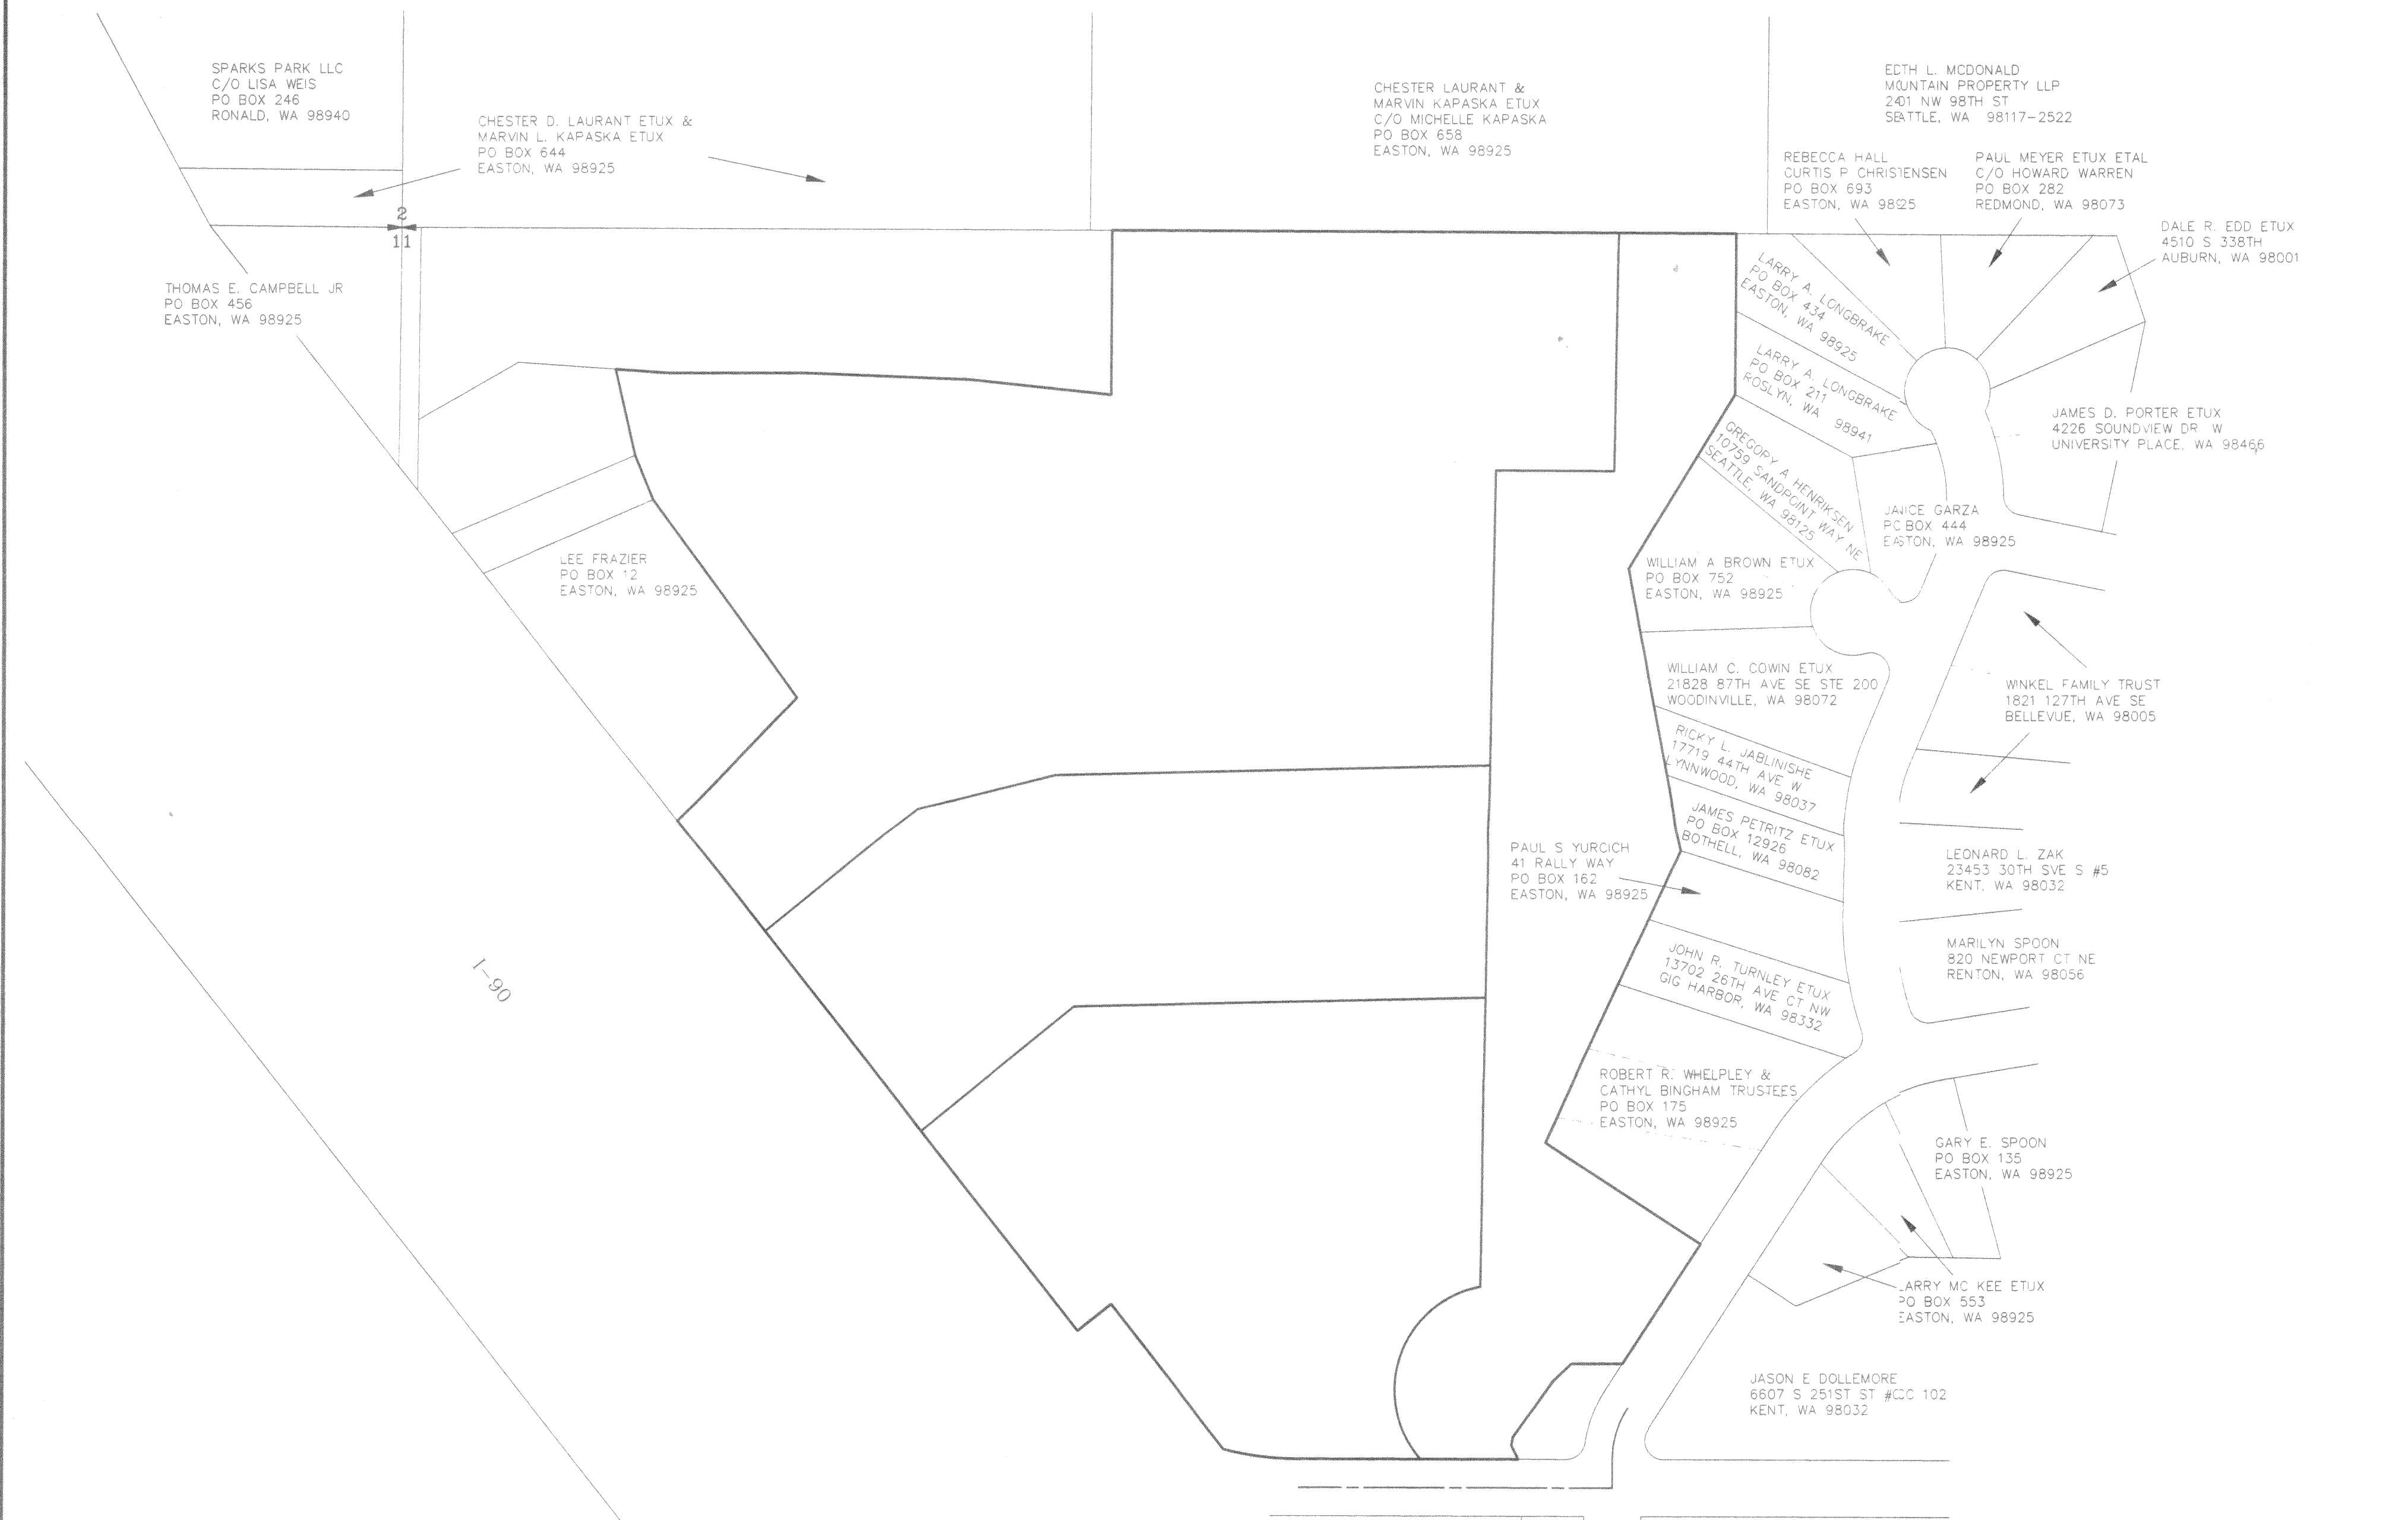 SPARKS PARK LLC
C/O LISA WEIS
PO BOX 246
RONALD, WA 98940
CHESTER D. LAURANT ETUX &
MARVIN L. KAPASKA ETUX
PO BOX 644
EASTON, WA 98925
CHESTER LAURANT &
MARVIN KAPASKA ETUX
C/O MICHELLE KAPASKA
PO BOX 658
EASTON, WA 98925
EDTH L. MCDONALD
MOUNTAIN PROPERTY LLP
2401 NW 98TH ST
SEATTLE, WA 98117-2522
REBECCA HALL
CURTIS P CHRISTENSEN
PO BOX 693
EASTON, WA 98925
PAUL MEYER ETUX ETAL
C/O HOWARD WARREN
PO BOX 282
REDMOND, WA 98073
DALE R. EDD ETUX
4510 S 338TH
AUBURN, WA 98001
2
11
THOMAS E. CAMPBELL JR
PO BOX 456
EASTON, WA 98925
LARRY A. LONGBRAKE
PO BOX 434
EASTON, WA 98925
LARRY A. LONGBRAKE
PO BOX 211
ROSLYN, WA 98941
JAMES D. PORTER ETUX
4226 SOUNDVIEW DR W
UNIVERSITY PLACE, WA 98466
GREGORY A HENRIKSEN
10759 SANDPOINT WAY NE
SEATTLE, WA 98125
JANICE GARZA
PO BOX 444
EASTON, WA 98925
LEE FRAZIER
PO BOX 12
EASTON, WA 98925
WILLIAM A BROWN ETUX
PO BOX 752
EASTON, WA 98925
WILLIAM C. COWIN ETUX
21828 87TH AVE SE STE 200
WOODINVILLE, WA 98072
WINKEL FAMILY TRUST
1821 127TH AVE SE
BELLEVUE, WA 98005
RICKY L. JABLINISHE
17719 44TH AVE W
LYNNWOOD, WA 98037
JAMES PETRITZ ETUX
PO BOX 12926
BOTHELL, WA 98082
PAUL S YURCICH
41 RALLY WAY
PO BOX 162
EASTON, WA 98925
LEONARD L. ZAK
23453 30TH SVE S #5
KENT, WA 98032
MARILYN SPOON
820 NEWPORT CT NE
RENTON, WA 98056
JOHN R. TURNLEY ETUX
13702 26TH AVE CT NW
GIG HARBOR, WA 98332
I-90
ROBERT R. WHELPLEY &
CATHYL BINGHAM TRUSTEES
PO BOX 175
EASTON, WA 98925
GARY E. SPOON
PO BOX 135
EASTON, WA 98925
LARRY MC KEE ETUX
PO BOX 553
EASTON, WA 98925
JASON E DOLLEMORE
6607 S 251ST ST 102
KENT, WA 98032